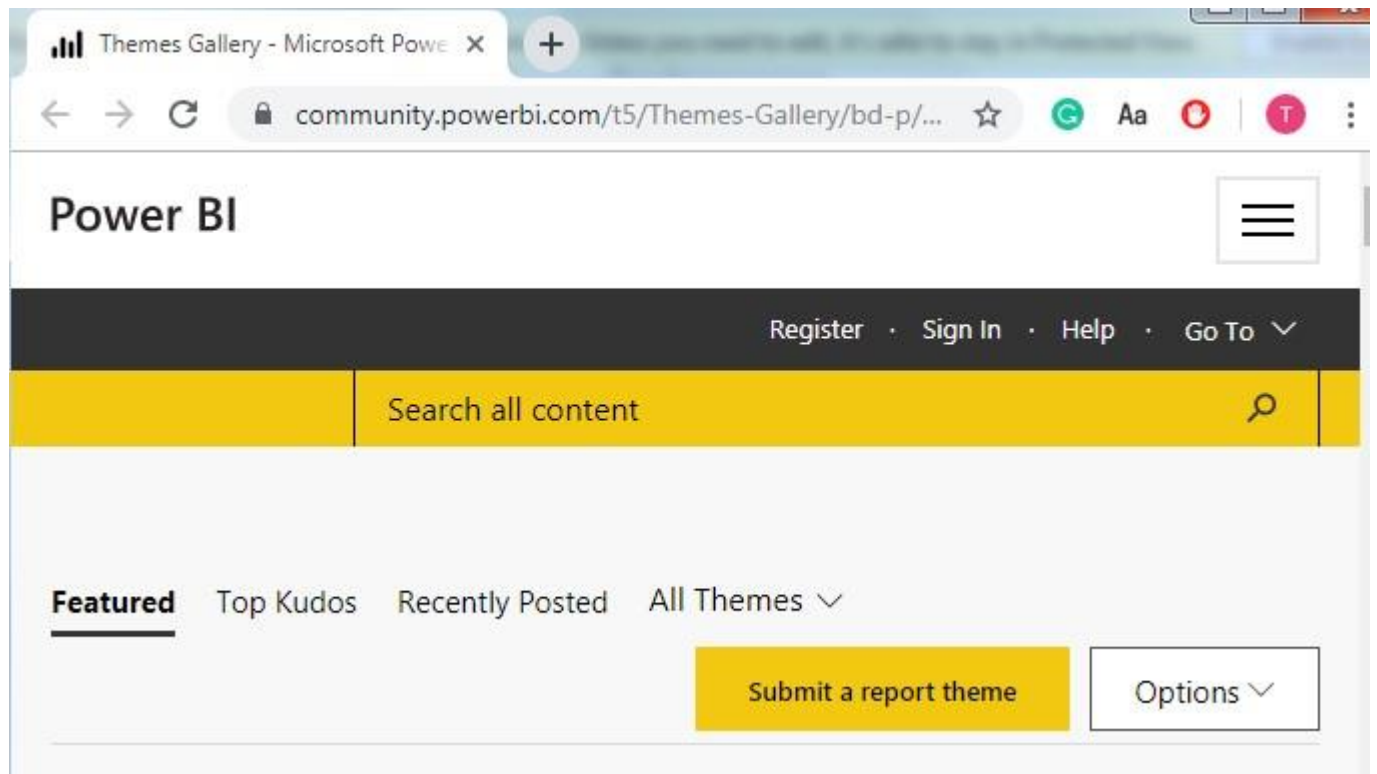 Themes Gallery - Microsoft Powe
community.powerbi.com/t5/Themes-Gallery/bd-p/...
Aa
T
Power BI
Register · Sign In · Help · Go To
Search all content
Featured Top Kudos Recently Posted All Themes
Submit a report theme Options